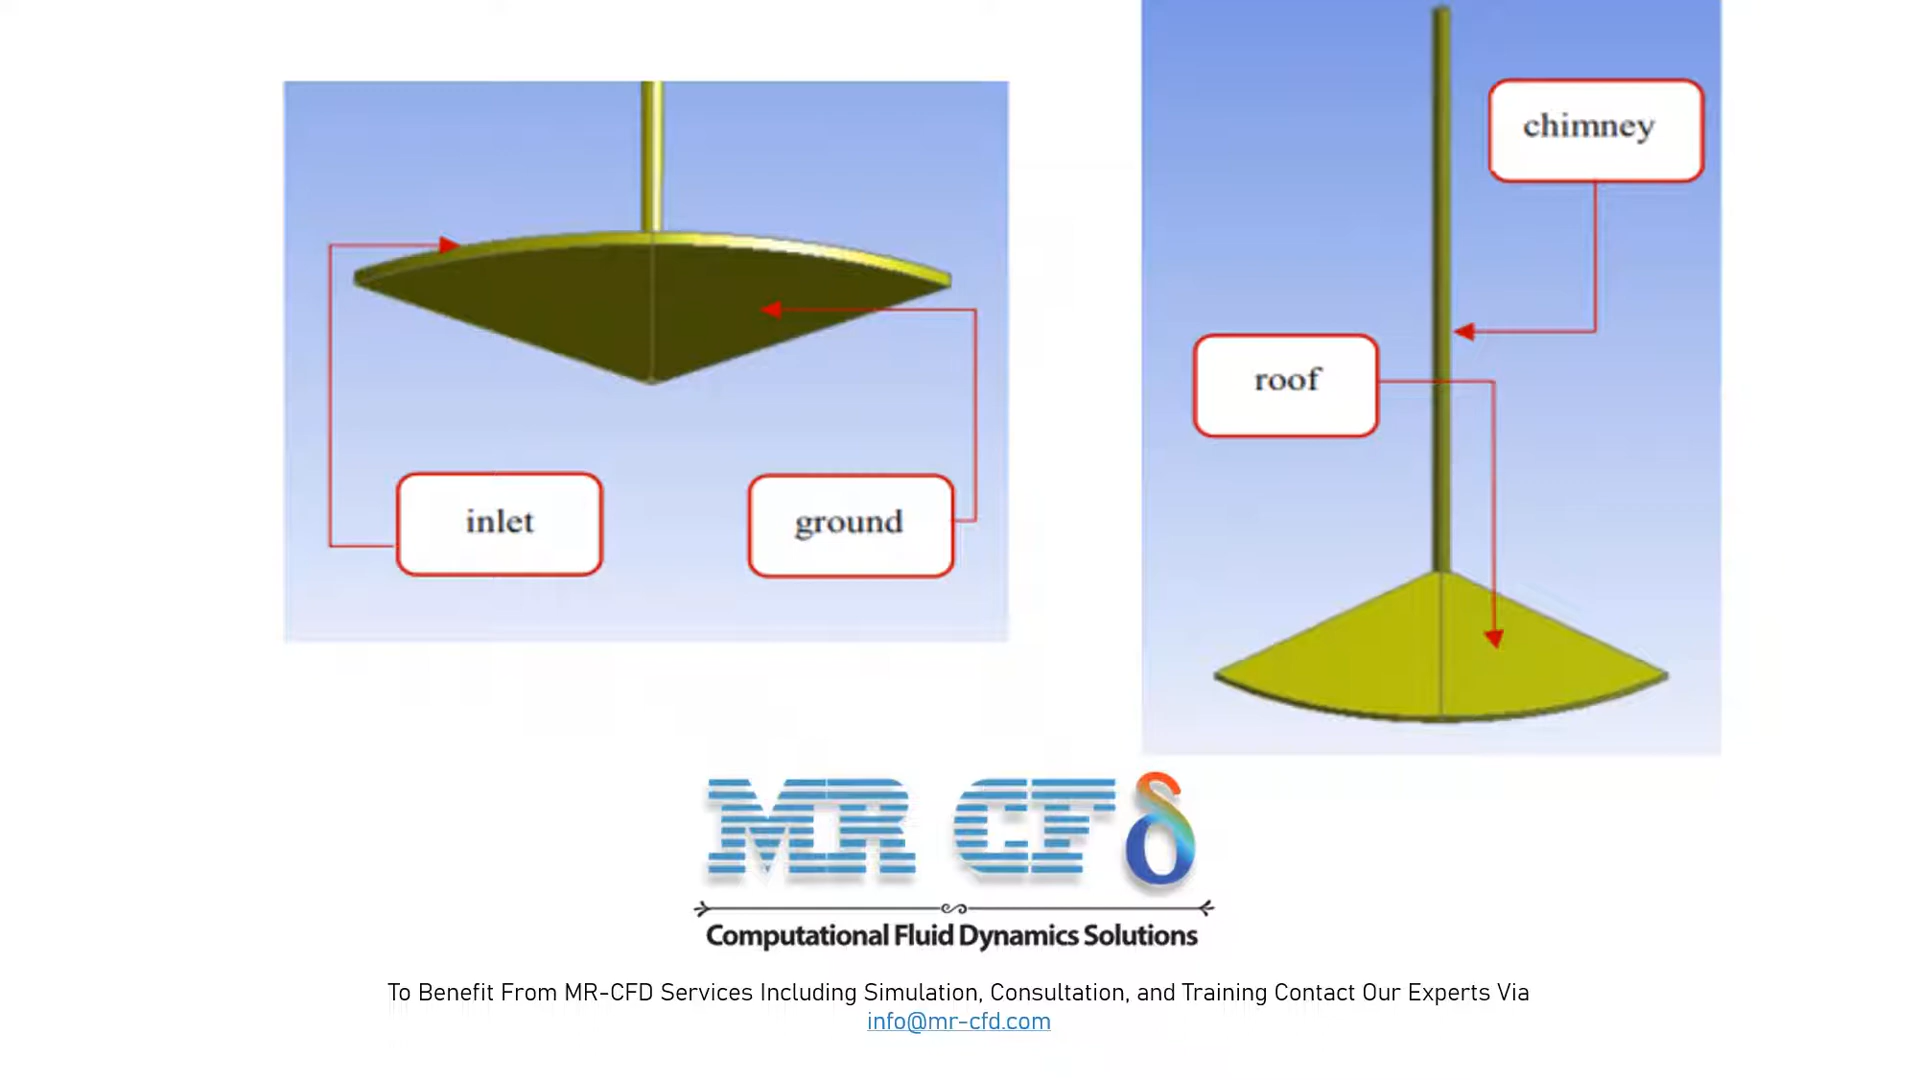 chimney
roof
inlet
ground
MR CFδ
Computational Fluid Dynamics Solutions
To Benefit From MR-CFD Services Including Simulation, Consultation, and Training Contact Our Experts Via
info@mr-cfd.com